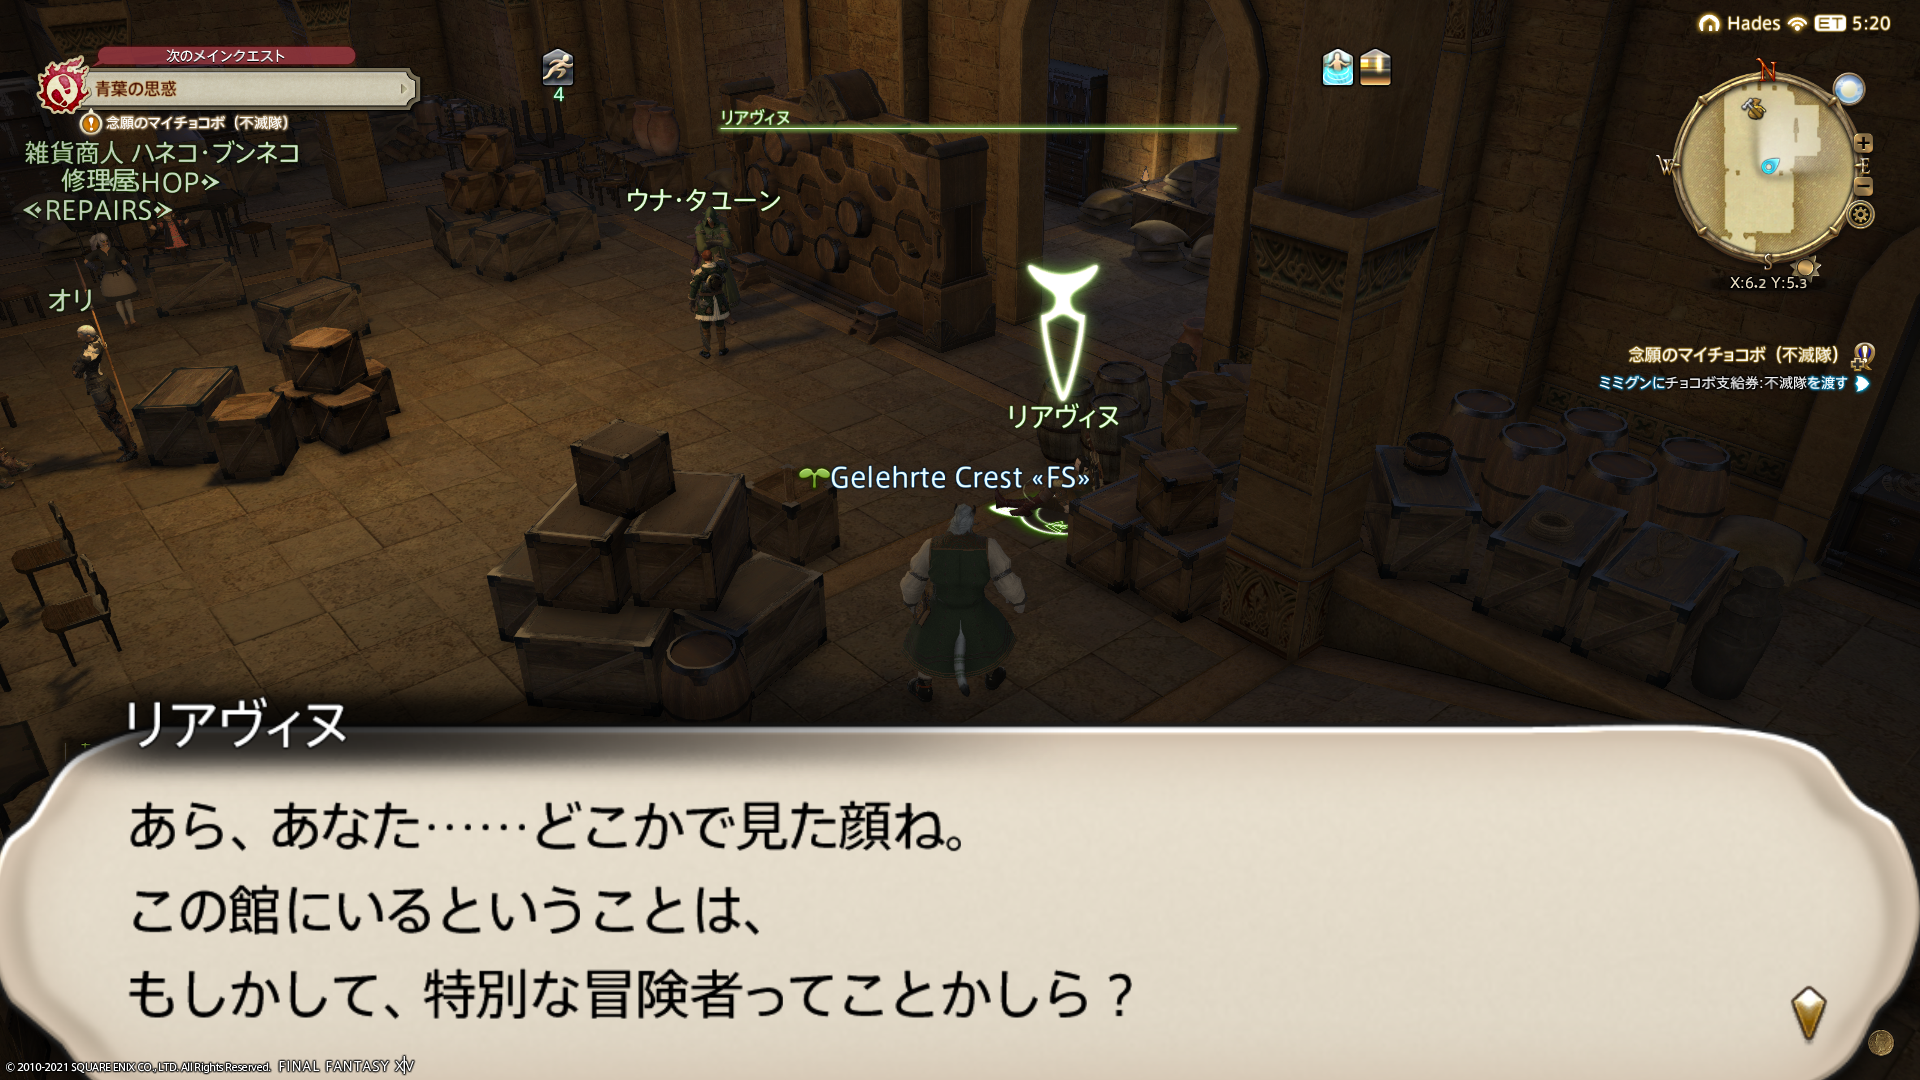 次のメインクエスト
青葉の思惑
念願のマイチョコボ（不滅隊）
雑貨商人 ハネコ・ブンネコ
修理屋
SHOP
REPAIRS
オリ
4
リアヴィヌ
ウナ・タユーン
リアヴィヌ
Gelehrte Crest «FS»
Hades ET 5:20
N
W
E
S
X:6.2 Y:5.3
念願のマイチョコボ（不滅隊）
ミミグンにチョコボ支給券:不滅隊を渡す
リアヴィヌ
あら、あなた……どこかで見た顔ね。
この館にいるということは、
もしかして、特別な冒険者ってことかしら？
© 2010-2021 SQUARE ENIX CO., LTD. All Rights Reserved. FINAL FANTASY XIV